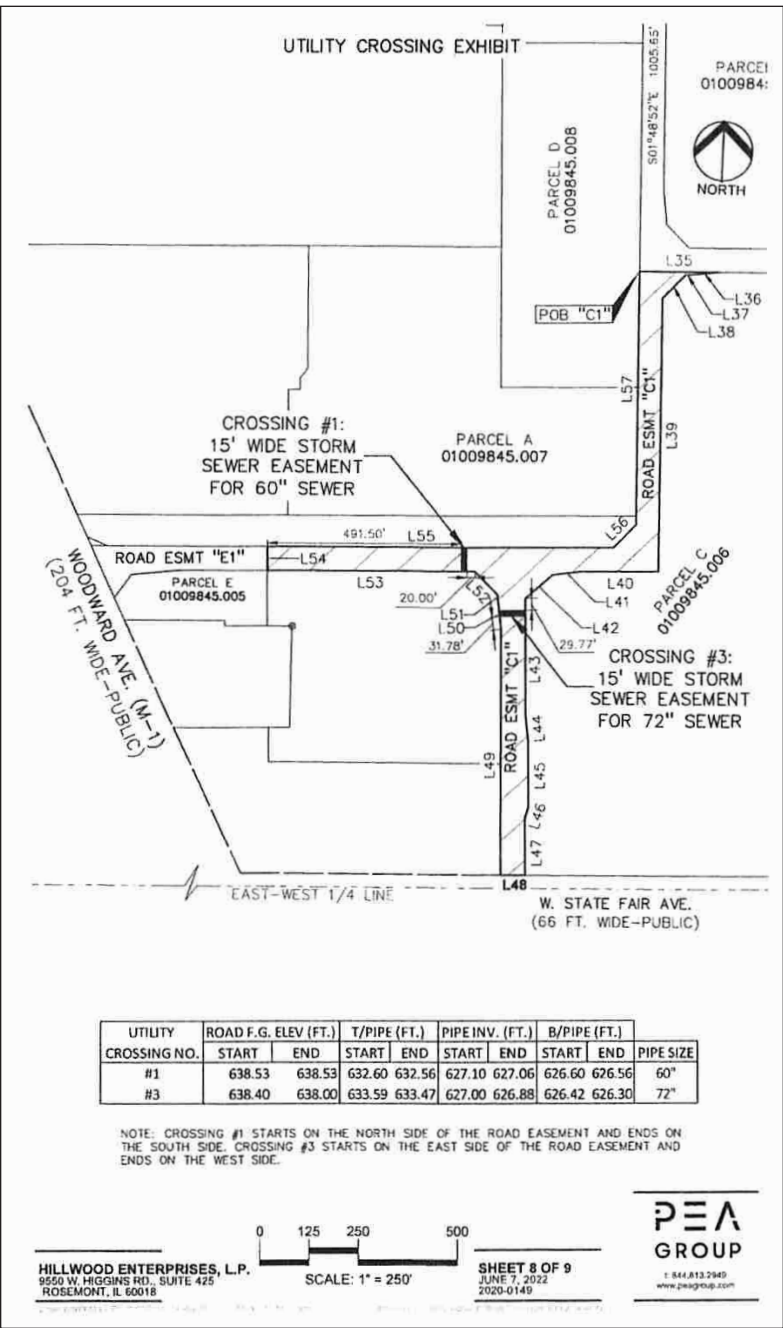 UTILITY CROSSING EXHIBIT
S01°48'52"E 1005.65'
0100984
NORTH
PARCEL D
01009845.008
L35
POB "C1"
L36
L37
L38
L57
ROAD ESMT "C1"
L39
CROSSING #1:
15' WIDE STORM
SEWER EASEMENT
FOR 60" SEWER
PARCEL A
01009845.007
491.50'
L55
L56
ROAD ESMT "E1"
L54
WOODWARD AVE. (M-1)
(204 FT. WIDE-PUBLIC)
PARCEL E
01009845.005
L53
L52
20.00'
L51
L50
31.78'
L40
L41
L42
29.77'
PARCEL C
01009845.006
CROSSING #3:
15' WIDE STORM
SEWER EASEMENT
FOR 72" SEWER
L43
ROAD ESMT "C1"
L44
L49
L45
L46
L47
L48
EAST-WEST 1/4 LINE
W. STATE FAIR AVE.
(66 FT. WIDE-PUBLIC)
UTILITY ROAD F.G. ELEV (FT.) T/PIPE (FT.) PIPE INV. (FT.) B/PIPE (FT.)
CROSSING NO. START END START END START END START END PIPE SIZE
#1 638.53 638.53 632.60 632.56 627.10 627.06 626.60 626.56 60"
#3 638.40 638.00 633.59 633.47 627.00 626.88 626.42 626.30 72"
NOTE: CROSSING #1 STARTS ON THE NORTH SIDE OF THE ROAD EASEMENT AND ENDS ON
THE SOUTH SIDE. CROSSING #3 STARTS ON THE EAST SIDE OF THE ROAD EASEMENT AND
ENDS ON THE WEST SIDE.
HILLWOOD ENTERPRISES, L.P.
9550 W. HIGGINS RD., SUITE 425
ROSEMONT, IL 60018
0 125 250 500
SCALE: 1" = 250'
SHEET 8 OF 9
JUNE 7, 2022
2020-0149
PEA
GROUP
t: 844.813.2949
www.peagroup.com